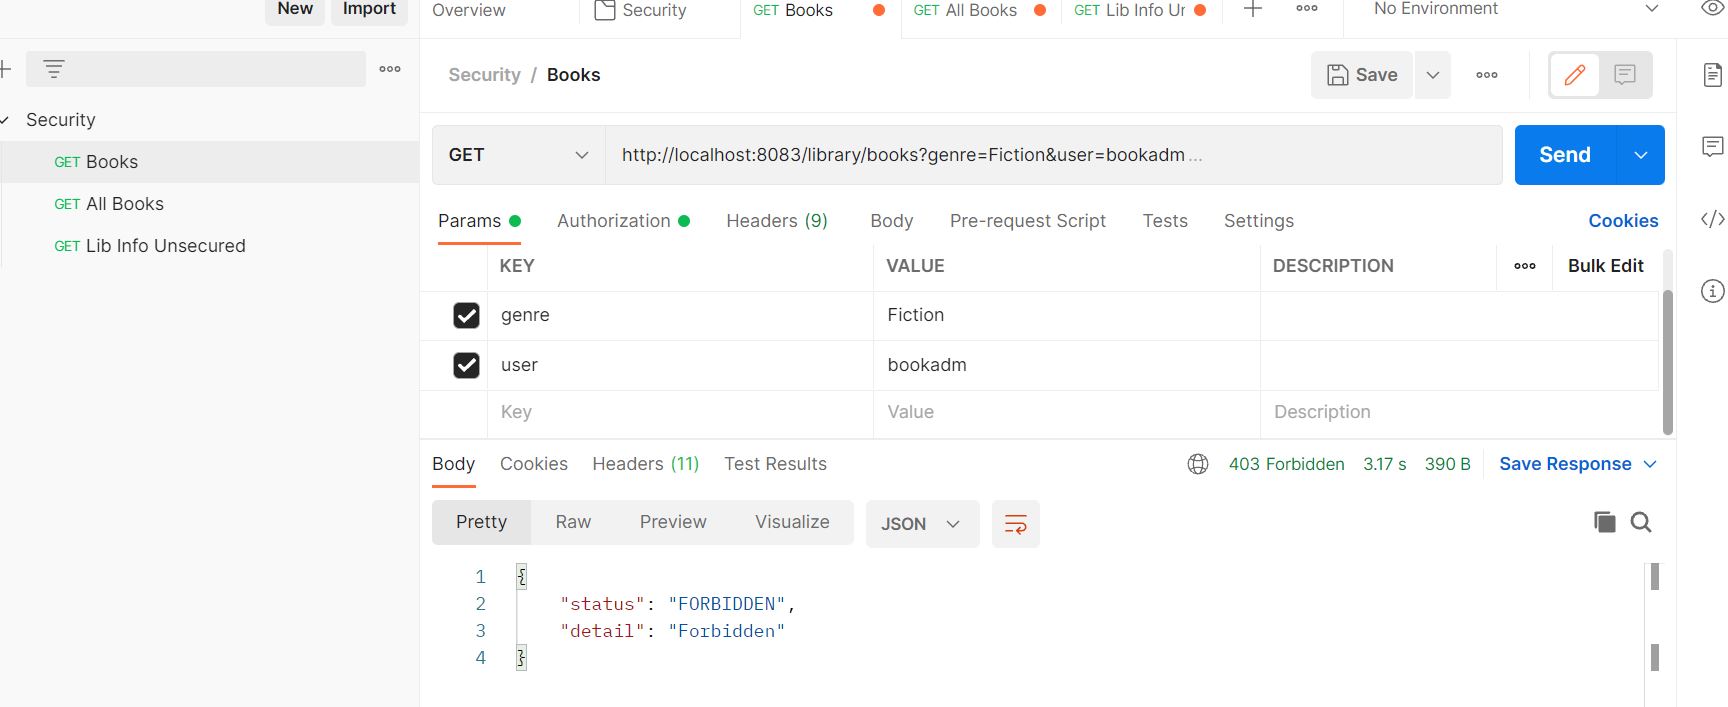 New Import Overview Security GET Books GET All Books GET Lib Info Ur No Environment
Security / Books Save
Security
GET Books
GET All Books
GET Lib Info Unsecured
GET http://localhost:8083/library/books?genre=Fiction&user=bookadm ... Send
Params Authorization Headers (9) Body Pre-request Script Tests Settings Cookies
KEY VALUE DESCRIPTION Bulk Edit
genre Fiction
user bookadm
Key Value Description
Body Cookies Headers (11) Test Results 403 Forbidden 3.17 s 390 B Save Response
Pretty Raw Preview Visualize JSON
1 {
2 "status": "FORBIDDEN",
3 "detail": "Forbidden"
4 }